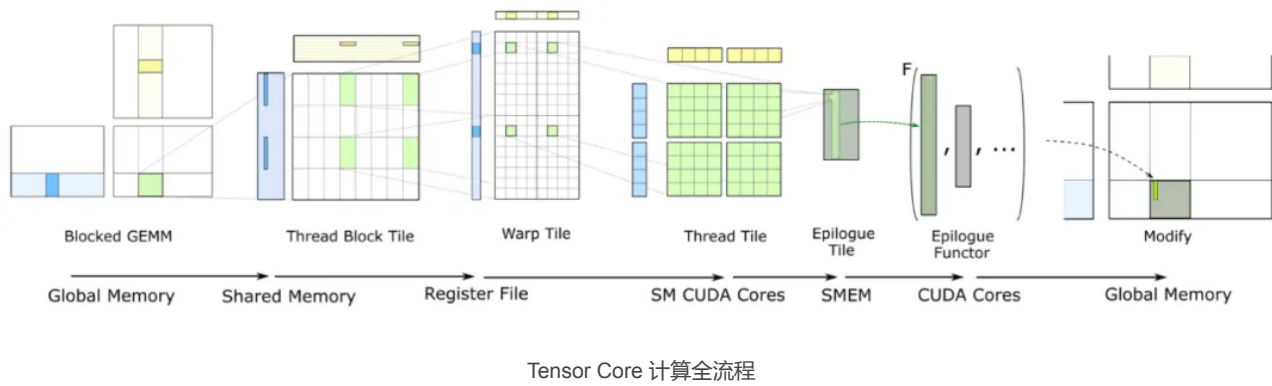 F
( , , ... )
Blocked GEMM
Thread Block Tile
Warp Tile
Thread Tile
Epilogue
Tile
Epilogue
Functor
Modify
Global Memory
Shared Memory
Register File
SM CUDA Cores
SMEM
CUDA Cores
Global Memory
Tensor Core 计算全流程